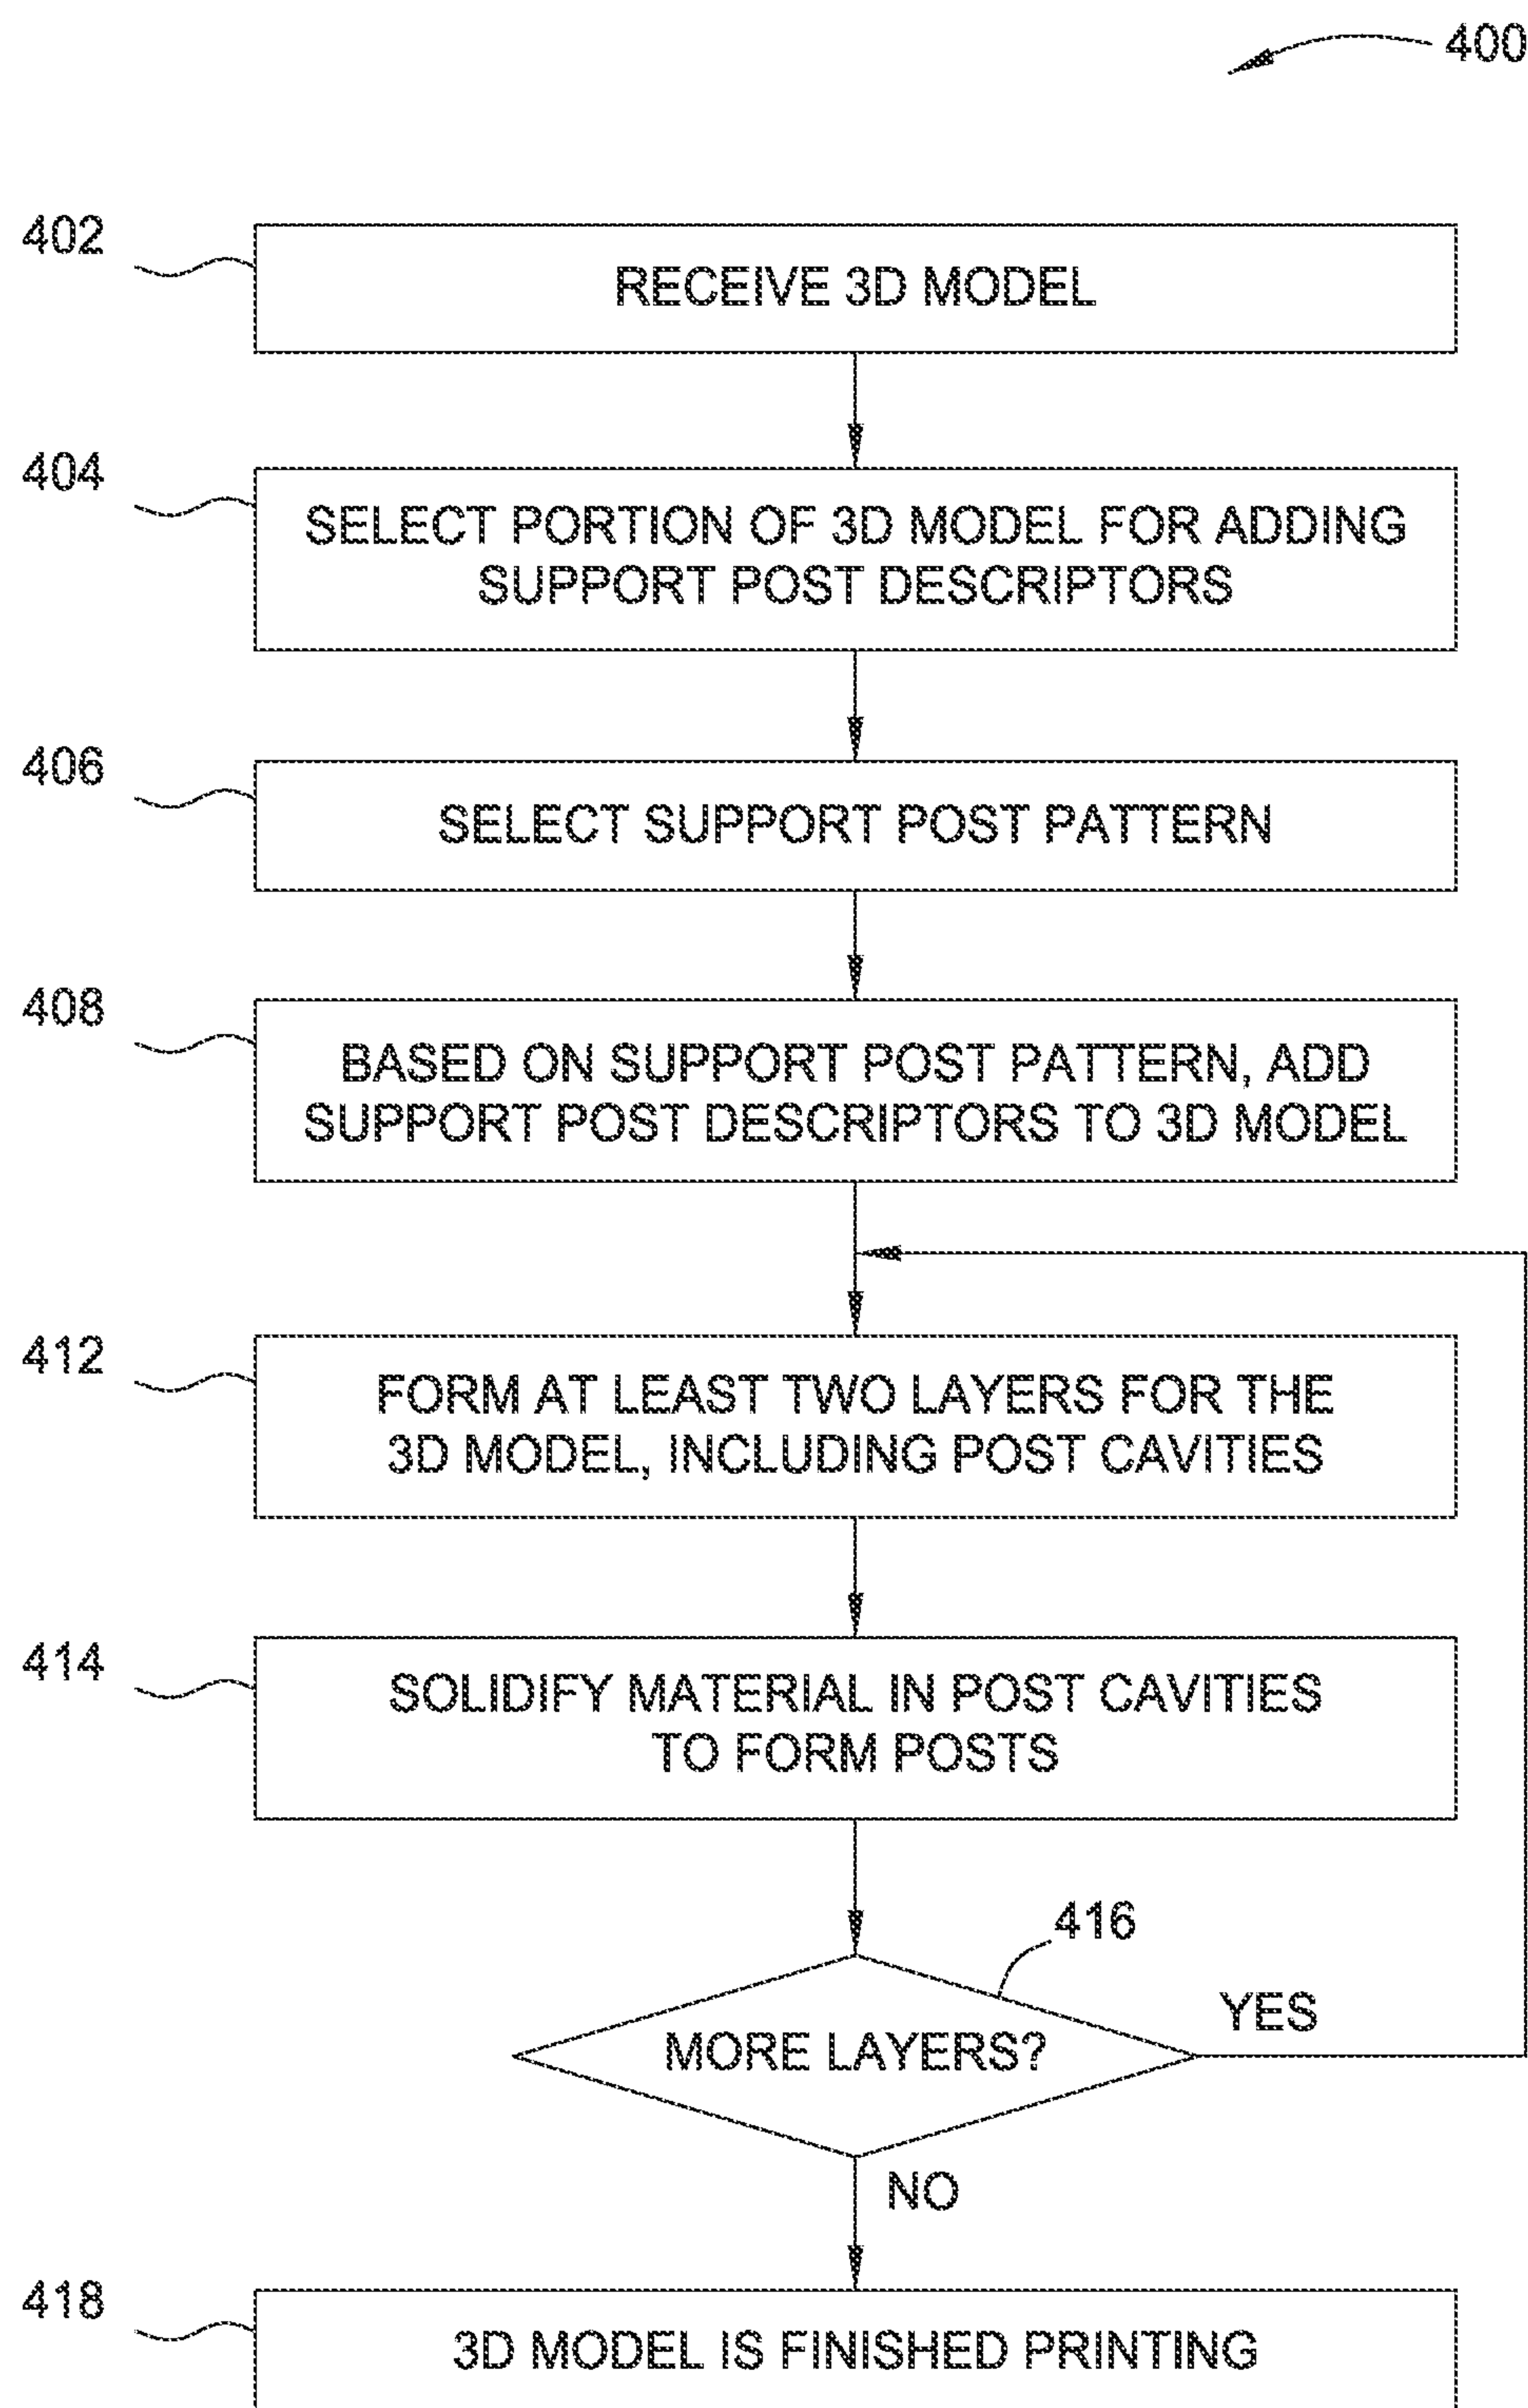 400
402
RECEIVE 3D MODEL
404
SELECT PORTION OF 3D MODEL FOR ADDING
SUPPORT POST DESCRIPTORS
406
SELECT SUPPORT POST PATTERN
408
BASED ON SUPPORT POST PATTERN, ADD
SUPPORT POST DESCRIPTORS TO 3D MODEL
412
FORM AT LEAST TWO LAYERS FOR THE
3D MODEL, INCLUDING POST CAVITIES
414
SOLIDIFY MATERIAL IN POST CAVITIES
TO FORM POSTS
416
MORE LAYERS?
YES
NO
418
3D MODEL IS FINISHED PRINTING